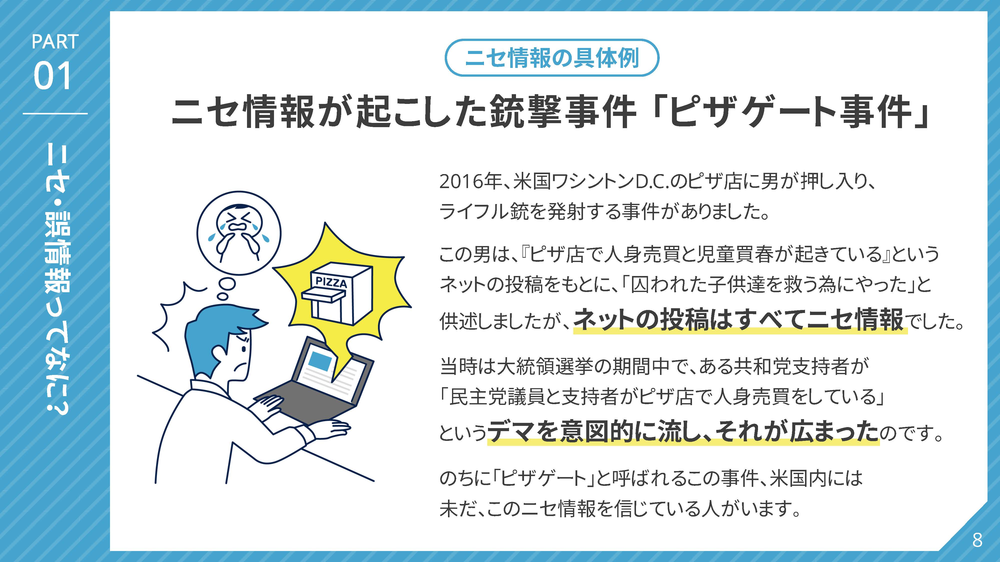 PART
01
ニセ・誤情報ってなに?
ニセ情報の具体例
ニセ情報が起こした銃撃事件「ピザゲート事件」
PIZZA
2016年、米国ワシントンD.C.のピザ店に男が押し入り、
ライフル銃を発射する事件がありました。
この男は、『ピザ店で人身売買と児童買春が起きている』という
ネットの投稿をもとに、「囚われた子供達を救う為にやった」と
供述しましたが、ネットの投稿はすべてニセ情報でした。
当時は大統領選挙の期間中で、ある共和党支持者が
「民主党議員と支持者がピザ店で人身売買をしている」
というデマを意図的に流し、それが広まったのです。
のちに「ピザゲート」と呼ばれるこの事件、米国内には
未だ、このニセ情報を信じている人がいます。
8